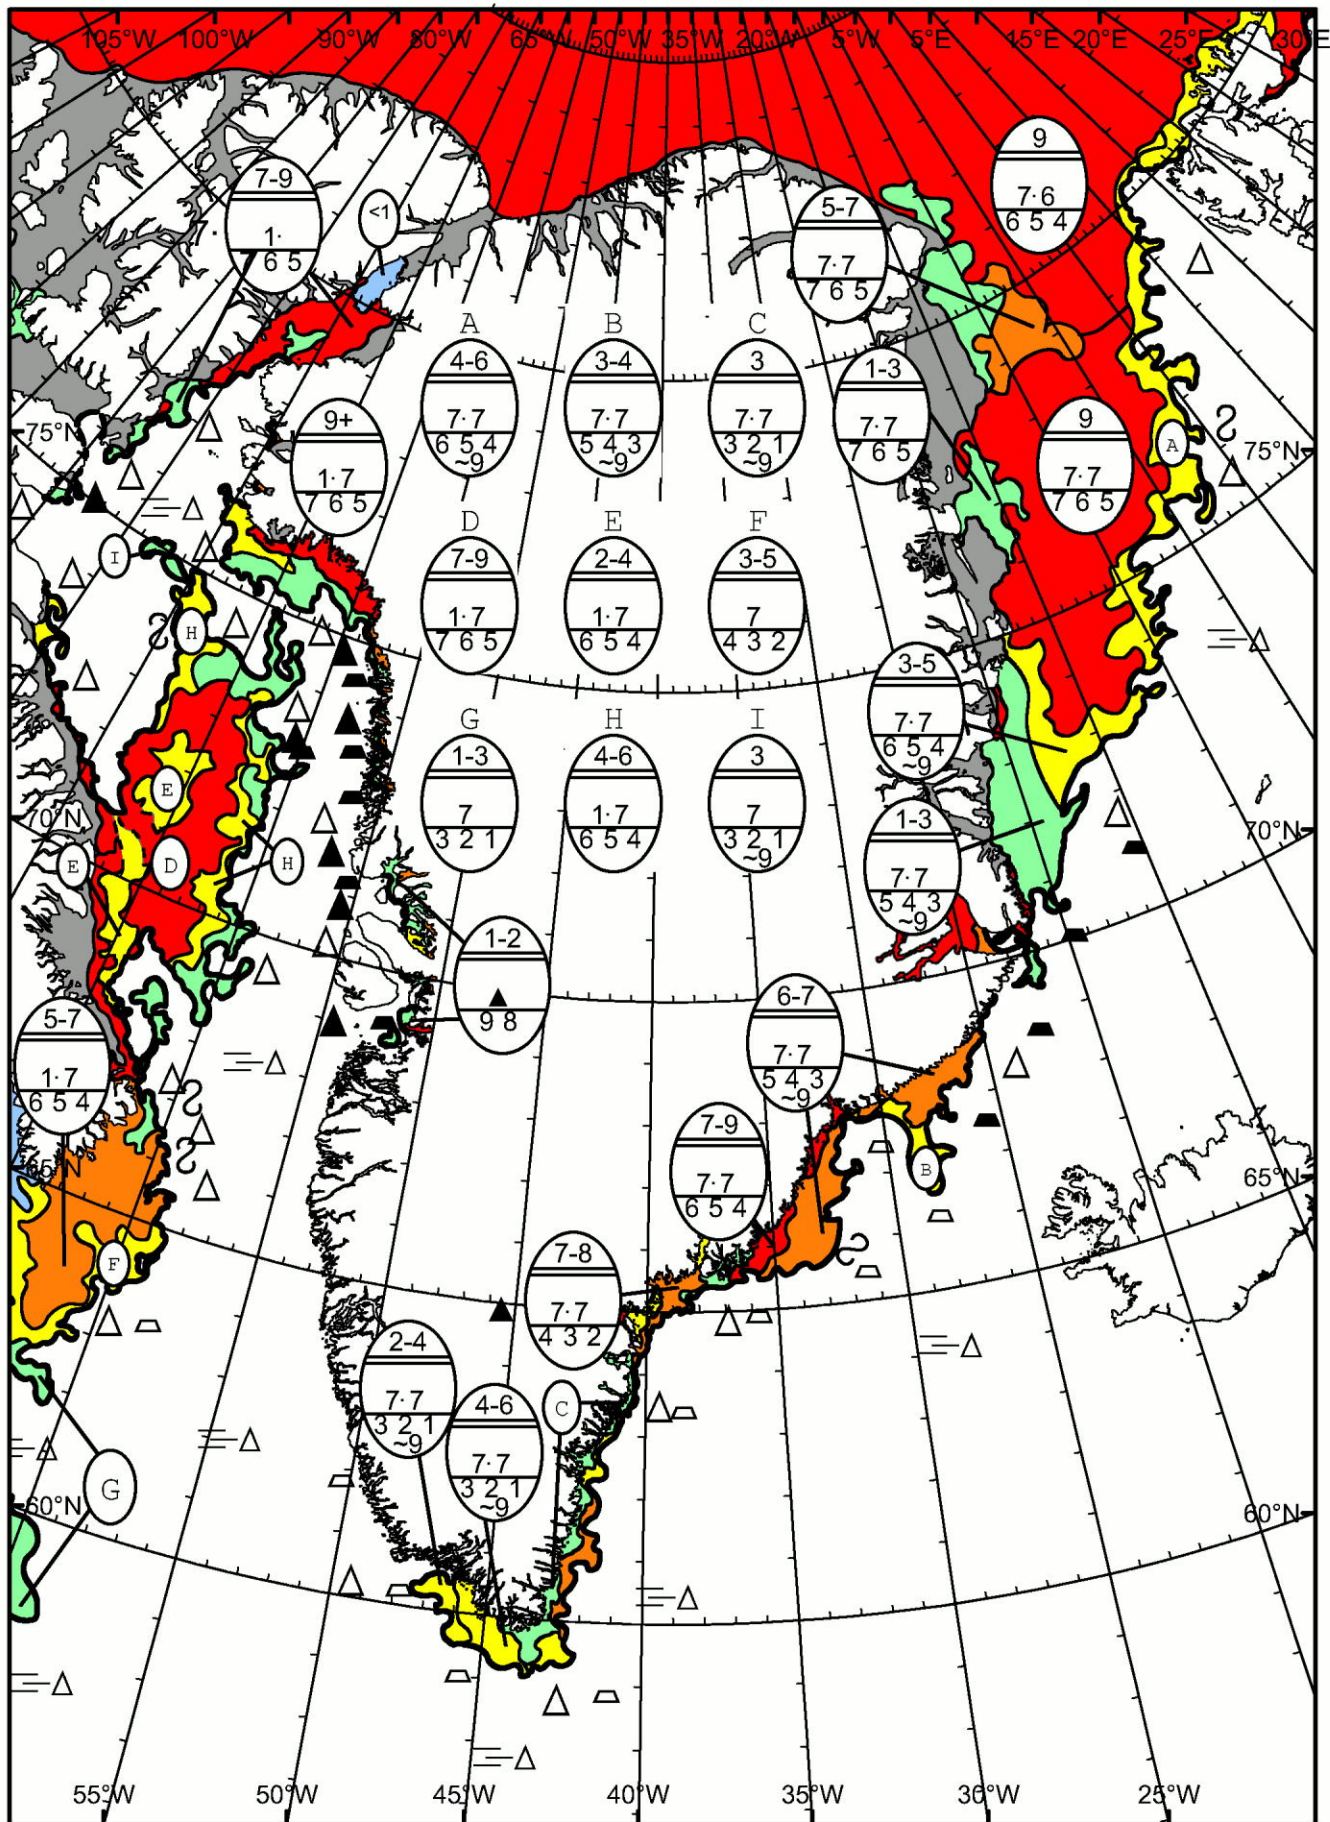 105°W 100°W 90°W 80°W 65°W 50°W 35°W 20°W 5°W 5°E 15°E 20°E 25°E 30°E
9
7·6
6 5 4
7-9
1·
7 6 5
7
<1
5-7
7·7
7 6 5
A
4-6
7·7
6 5 4
~9
B
3-4
7·7
5 4 3
~9
C
3
7·7
3 2 1
~9
1-3
7·7
7 6 5
9
7·7
7 6 5
A
75°N
75°N
9+
1·7
7 6 5
I
H
D
7-9
1·7
7 6 5
E
2-4
1·7
6 5 4
F
3-5
7
4 3 2
3-5
7·7
6 5 4
~9
G
1-3
7
3 2 1
H
4-6
1·7
6 5 4
I
3
7
3 2 1
~9
E
70°N
70°N
E
D
H
1-3
7·7
5 4 3
~9
1-2
9 8
5-7
1·7
6 5 4
6-7
7·7
5 4 3
~9
7-9
7·7
6 5 4
B
65°N
65°N
F
7-8
7·7
4 3 2
2-4
7·7
3 2 1
~9
4-6
7·7
3 2 1
~9
C
G
60°N
60°N
55°W 50°W 45°W 40°W 35°W 30°W 25°W